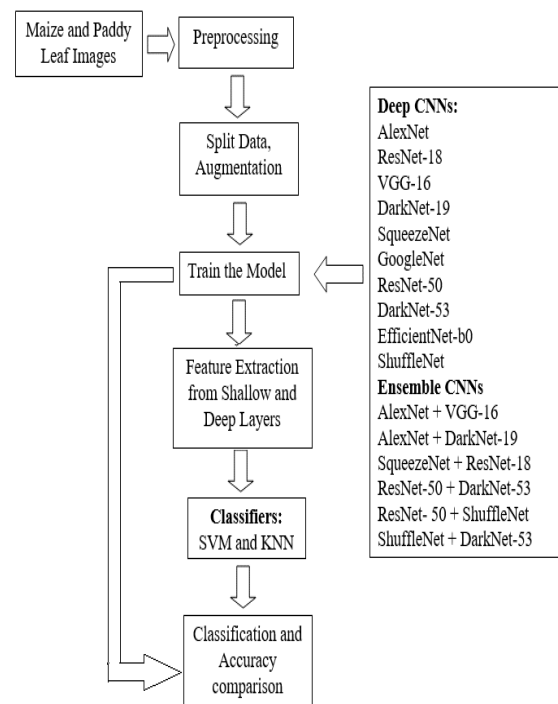 Maize and Paddy
Leaf Images
Preprocessing
Split Data,
Augmentation
Train the Model
Feature Extraction
from Shallow and
Deep Layers
Classifiers:
SVM and KNN
Classification and
Accuracy
comparison
Deep CNNs:
AlexNet
ResNet-18
VGG-16
DarkNet-19
SqueezeNet
GoogleNet
ResNet-50
DarkNet-53
EfficientNet-b0
ShuffleNet
Ensemble CNNs
AlexNet + VGG-16
AlexNet + DarkNet-19
SqueezeNet + ResNet-18
ResNet-50 + DarkNet-53
ResNet- 50 + ShuffleNet
ShuffleNet + DarkNet-53